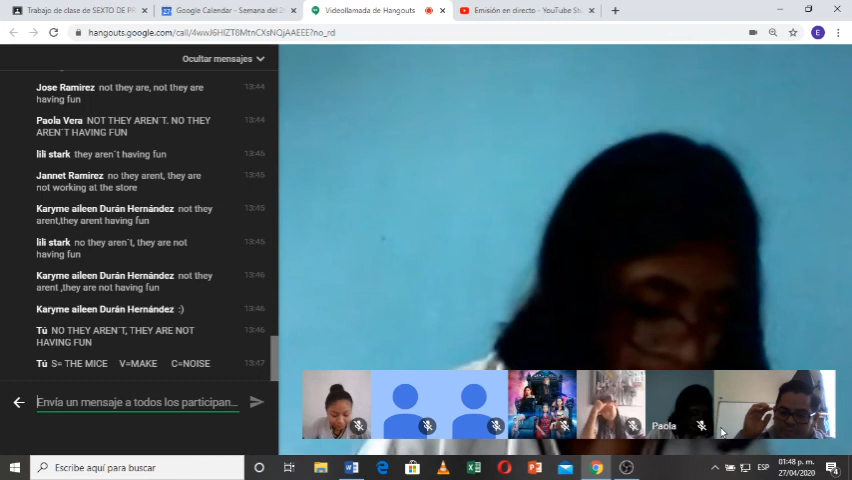 Trabajo de clase de SEXTO DE PR
Google Calendar - Semana del 2
Videollamada de Hangouts
Emisión en directo - YouTube St
hangouts.google.com/call/4wwJ6HIZT8MtnCXsNQjAAEEE?no_rd
E
Ocultar mensajes
Jose Ramirez not they are, not they are 13:44
having fun
Paola Vera NOT THEY AREN´T. NO THEY 13:44
AREN´T HAVING FUN
lili stark they aren't having fun 13:45
Jannet Ramirez no they arent, they are 13:45
not working at the store
Karyme aileen Durán Hernández not they 13:45
arent,they arent having fun
lili stark no they aren`t, they are not 13:45
having fun
Karyme aileen Durán Hernández not they 13:46
arent ,they are not having fun
Karyme aileen Durán Hernández :) 13:46
Tú NO THEY AREN'T, THEY ARE NOT 13:46
HAVING FUN
Tú S= THE MICE V=MAKE C=NOISE 13:47
Envía un mensaje a todos los participan...
Paola
Escribe aquí para buscar
ESP
01:48 p. m.
27/04/2020
4